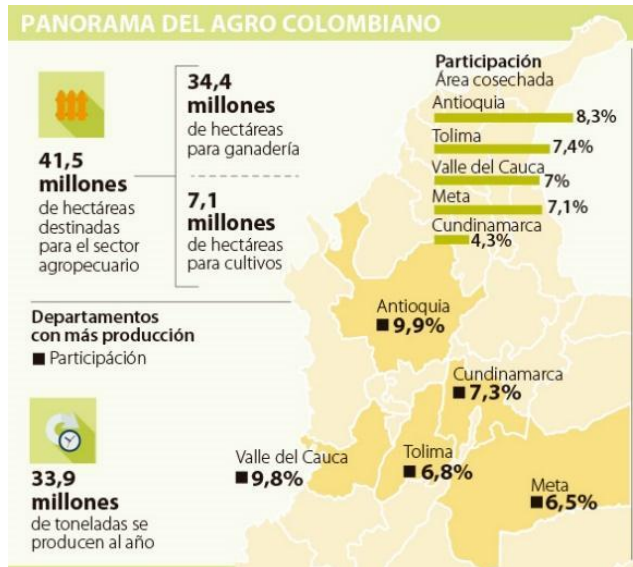 PANORAMA DEL AGRO COLOMBIANO
41,5
millones
de hectáreas
destinadas
para el sector
agropecuario
34,4
millones
de hectáreas
para ganadería
7,1
millones
de hectáreas
para cultivos
Participación
Área cosechada
Antioquia
8,3%
Tolima
7,4%
Valle del Cauca
7%
Meta
7,1%
Cundinamarca
4,3%
Departamentos
con más producción
Participáción
Antioquia
9,9%
Cundinamarca
7,3%
Valle del Cauca
9,8%
Tolima
6,8%
Meta
6,5%
33,9
millones
de toneladas se
producen al año